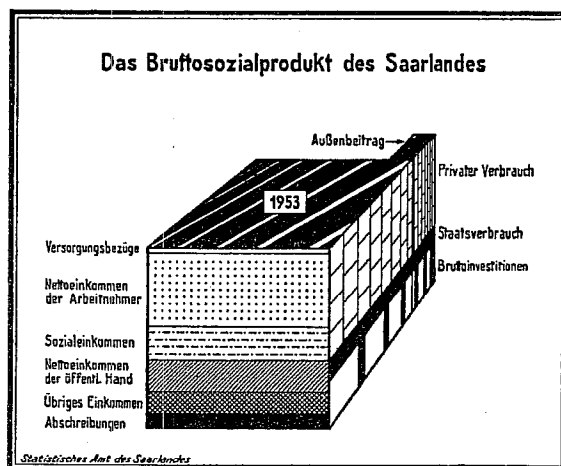 Das Bruttosozialprodukt des Saarlandes
Außenbeitrag
Privater Verbrauch
1953
Staatsverbrauch
Versorgungsbezüge
Bruttoinvestitionen
Nettoeinkommen
der Arbeitnehmer
Sozialeinkommen
Nettoeinkommen
der öffentl. Hand
Übriges Einkommen
Abschreibungen
Statistisches Amt des Saarlandes